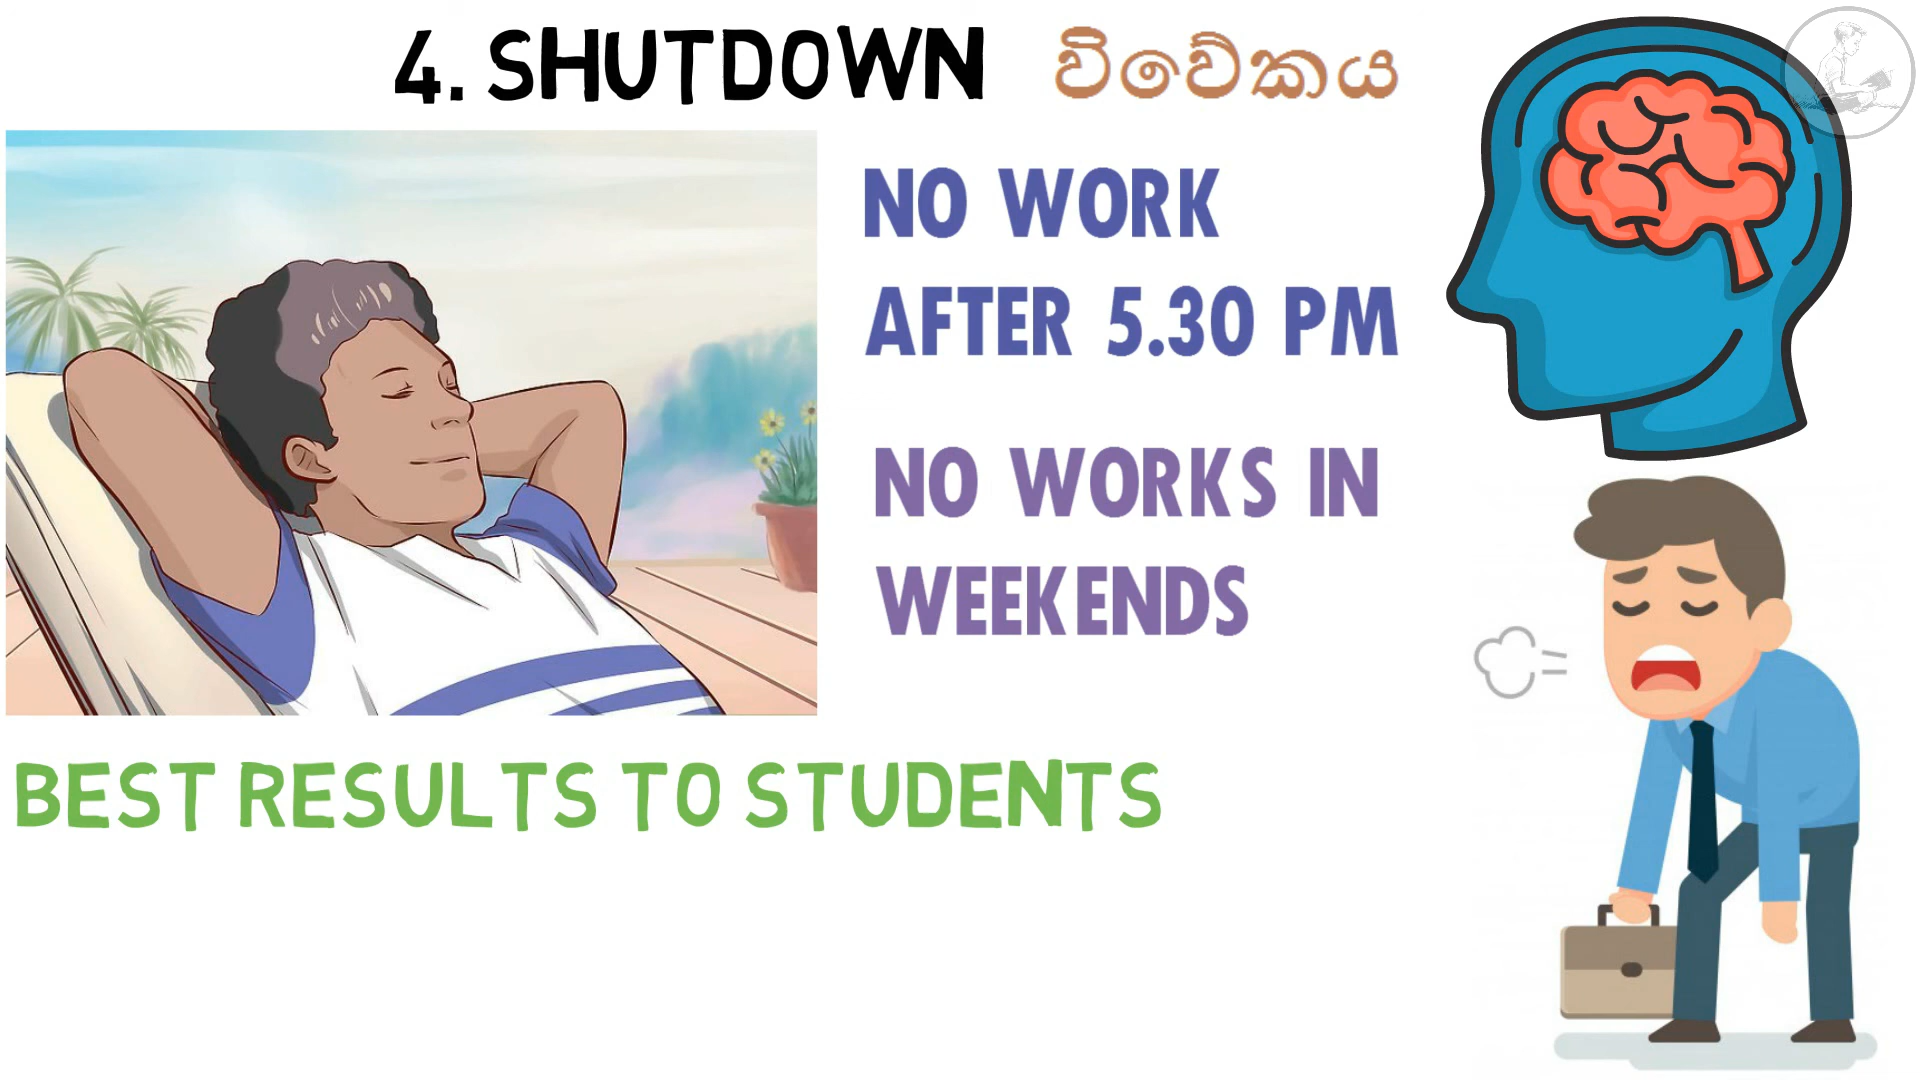 4. SHUTDOWN විවේකය
NO WORK
AFTER 5.30 PM
NO WORKS IN
WEEKENDS
BEST RESULTS TO STUDENTS